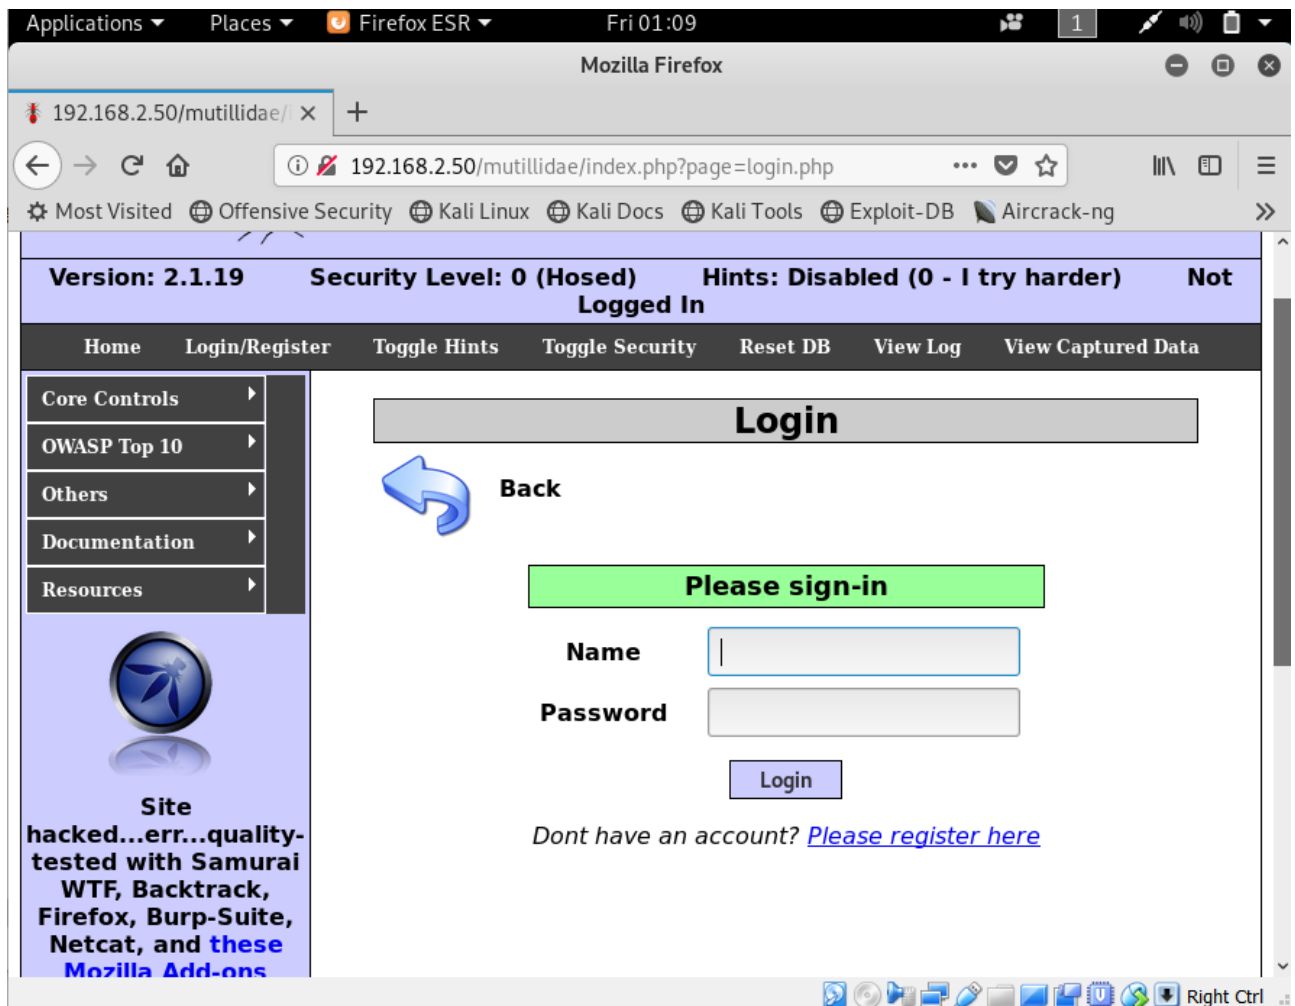 Applications Places Firefox ESR Fri 01:09 1
Mozilla Firefox
192.168.2.50/mutillidae/i
192.168.2.50/mutillidae/index.php?page=login.php
Most Visited Offensive Security Kali Linux Kali Docs Kali Tools Exploit-DB Aircrack-ng
Version: 2.1.19 Security Level: 0 (Hosed) Hints: Disabled (0 - I try harder) Not
Logged In
Home Login/Register Toggle Hints Toggle Security Reset DB View Log View Captured Data
Core Controls
OWASP Top 10
Others
Documentation
Resources
Site
hacked...err...quality-
tested with Samurai
WTF, Backtrack,
Firefox, Burp-Suite,
Netcat, and these
Mozilla Add-ons
Login
Back
Please sign-in
Name
Password
Login
Dont have an account? Please register here
Right Ctrl